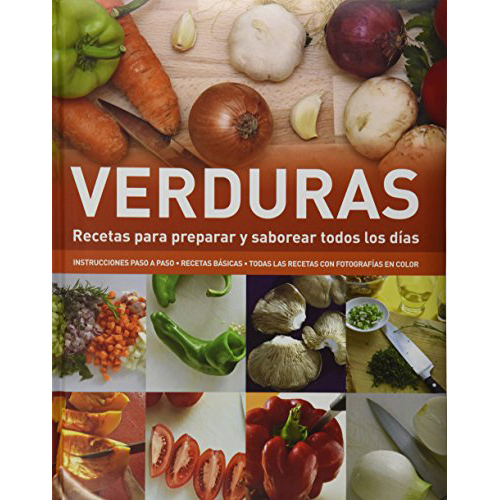 VERDURAS
Recetas para preparar y saborear todos los días
INSTRUCCIONES PASO A PASO • RECETAS BÁSICAS • TODAS LAS RECETAS CON FOTOGRAFÍAS EN COLOR